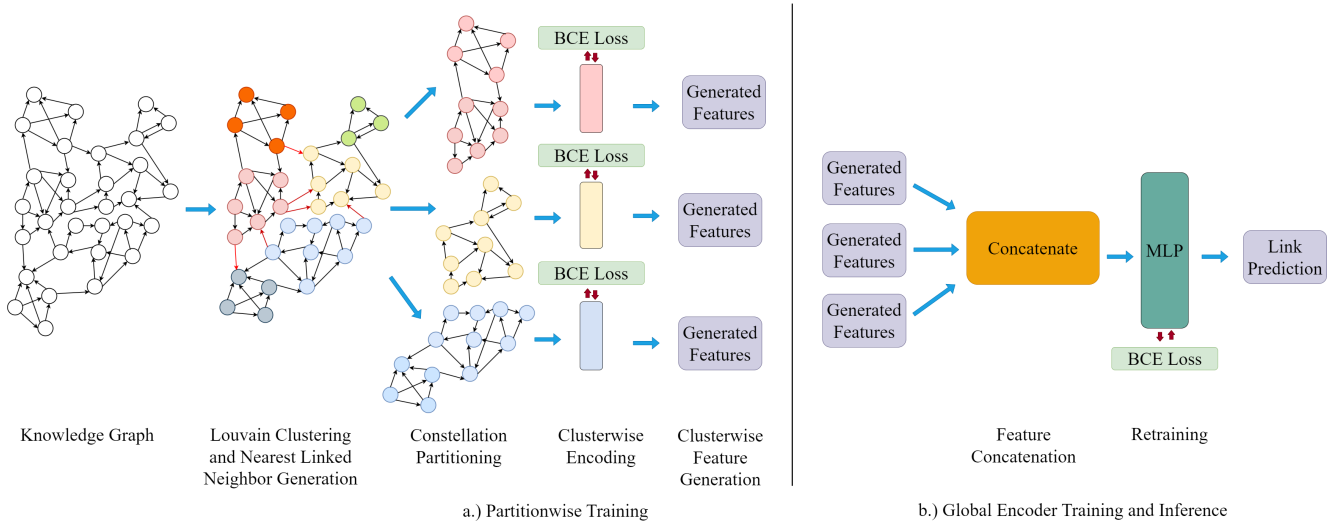 BCE Loss
Generated
Features
BCE Loss
Generated
Features
BCE Loss
Generated
Features
Knowledge Graph
Louvain Clustering
and Nearest Linked
Neighbor Generation
Constellation
Partitioning
Clusterwise
Encoding
Clusterwise
Feature
Generation
a.) Partitionwise Training
Generated
Features
Generated
Features
Generated
Features
Concatenate
MLP
Link
Prediction
BCE Loss
Feature
Concatenation
Retraining
b.) Global Encoder Training and Inference